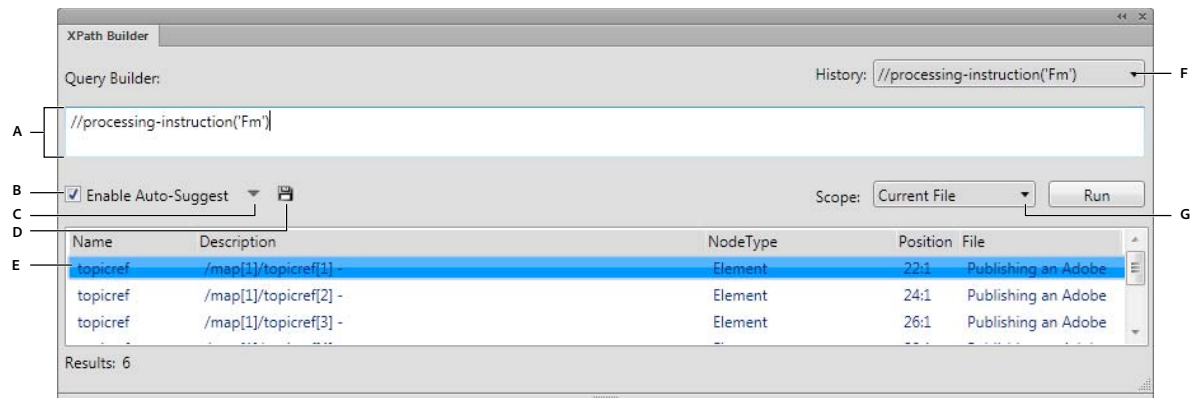 XPath Builder
Query Builder:
History: //processing-instruction('Fm')
F
A
//processing-instruction('Fm')
B
Enable Auto-Suggest
Scope: Current File
Run
C
G
D
Name Description NodeType Position File
E
topicref /map[1]/topicref[1] - Element 22:1 Publishing an Adobe
topicref /map[1]/topicref[2] - Element 24:1 Publishing an Adobe
topicref /map[1]/topicref[3] - Element 26:1 Publishing an Adobe
Results: 6